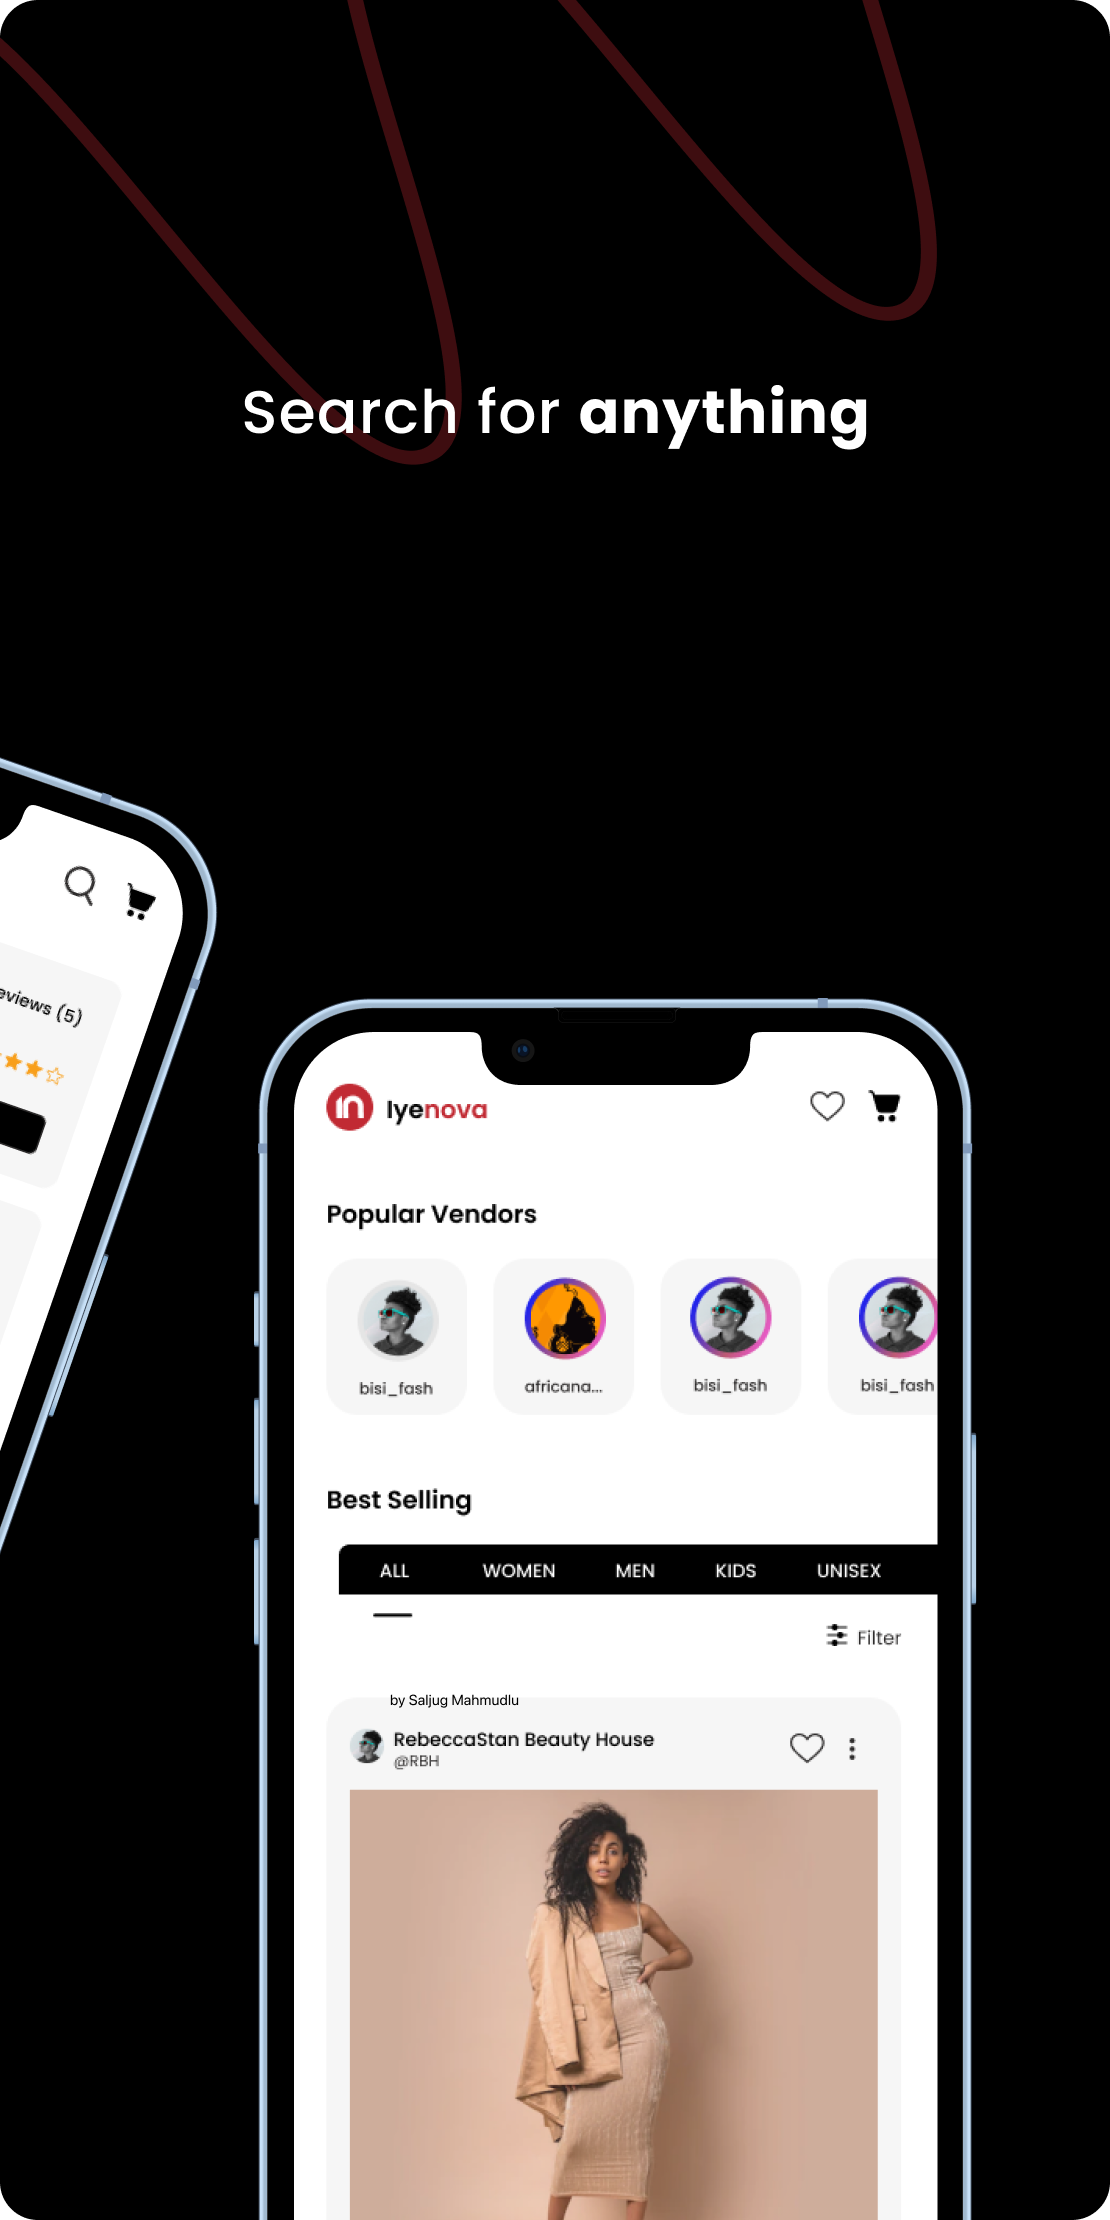 Search for anything
eviews (5)
in Iyenova
Popular Vendors
bisi_fash
africana...
bisi_fash
bisi_fash
Best Selling
ALL WOMEN MEN KIDS UNISEX
Filter
by Saljug Mahmudlu
RebeccaStan Beauty House
@RBH